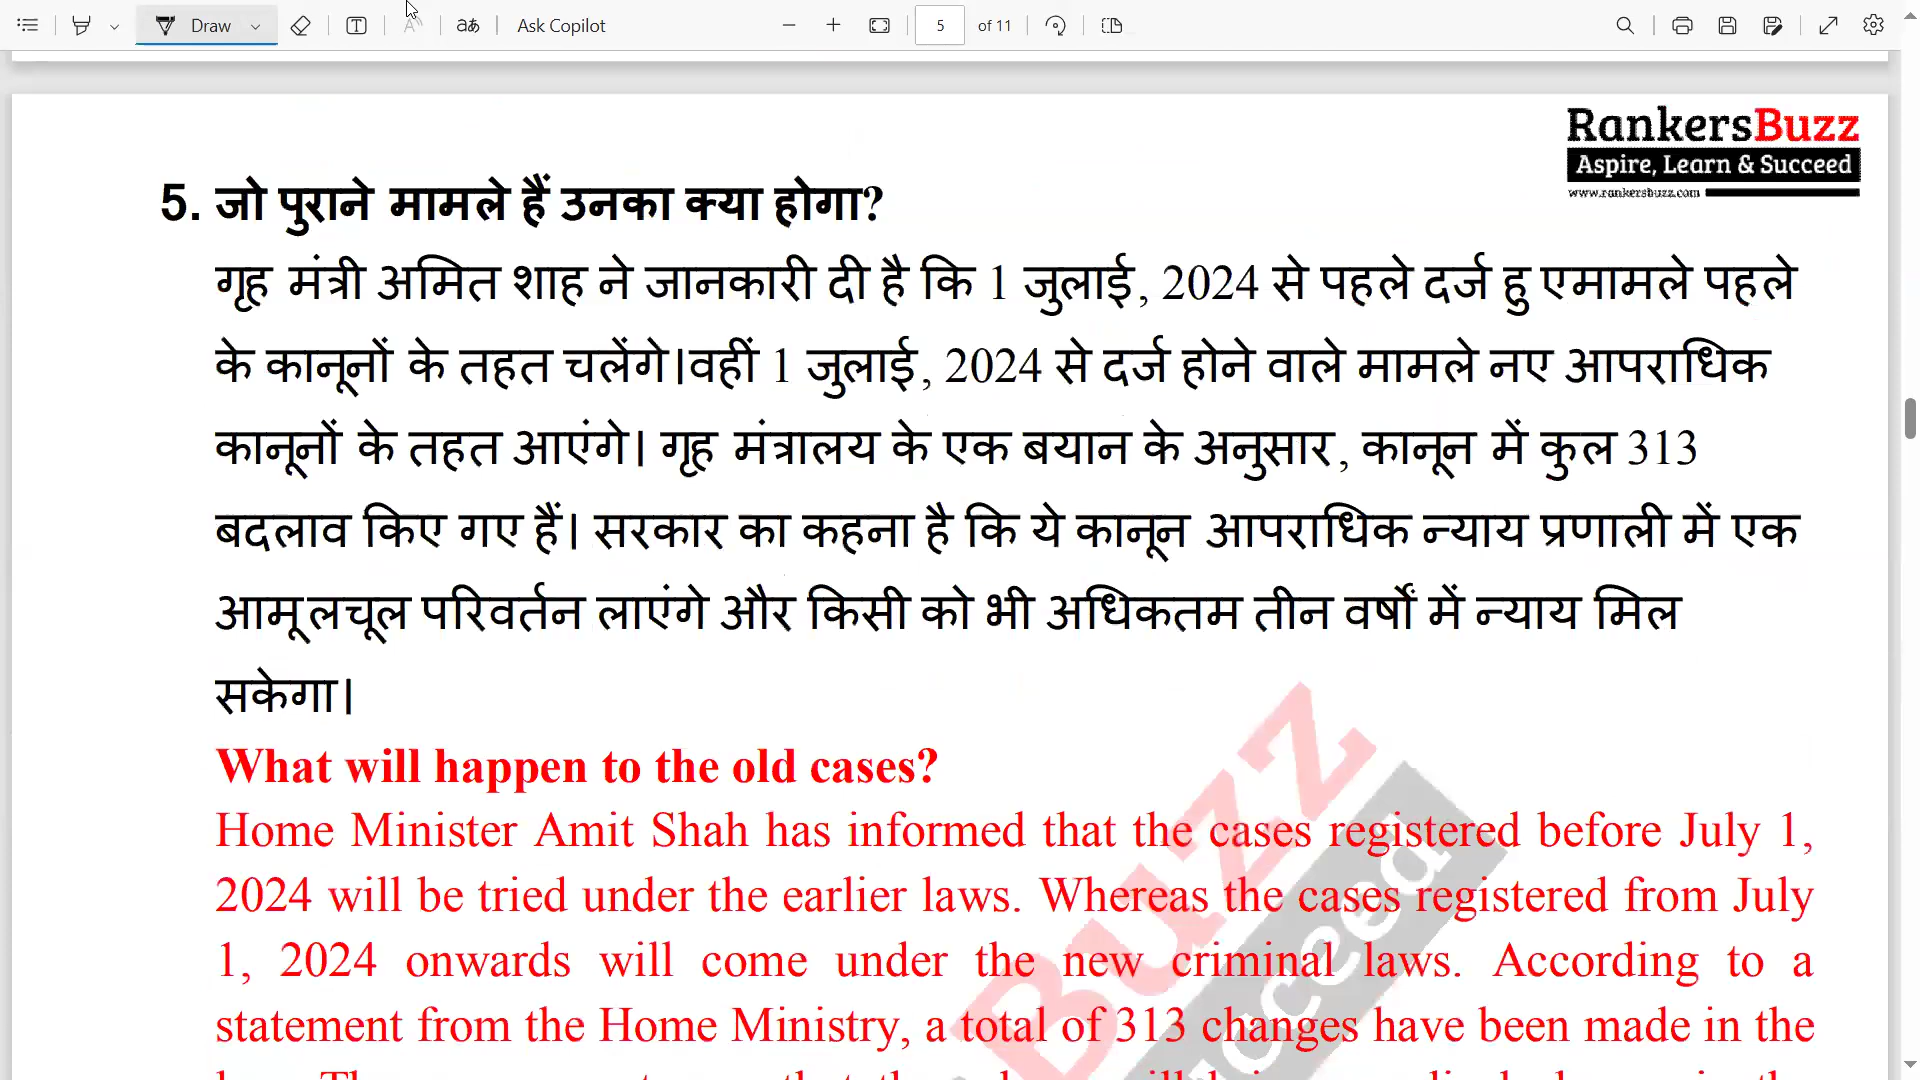 Draw
Ask Copilot
5 of 11
RankersBuzz
Aspire, Learn & Succeed
www.rankersbuzz.com
5. जो पुराने मामले हैं उनका क्या होगा?
गृह मंत्री अमित शाह ने जानकारी दी है कि 1 जुलाई, 2024 से पहले दर्ज हु एमामले पहले
के कानूनों के तहत चलेंगे।वहीं 1 जुलाई, 2024 से दर्ज होने वाले मामले नए आपराधिक
कानूनों के तहत आएंगे। गृह मंत्रालय के एक बयान के अनुसार, कानून में कुल 313
बदलाव किए गए हैं। सरकार का कहना है कि ये कानून आपराधिक न्याय प्रणाली में एक
आमूलचूल परिवर्तन लाएंगे और किसी को भी अधिकतम तीन वर्षों में न्याय मिल
सकेगा।
What will happen to the old cases?
Home Minister Amit Shah has informed that the cases registered before July 1,
2024 will be tried under the earlier laws. Whereas the cases registered from July
1, 2024 onwards will come under the new criminal laws. According to a
statement from the Home Ministry, a total of 313 changes have been made in the